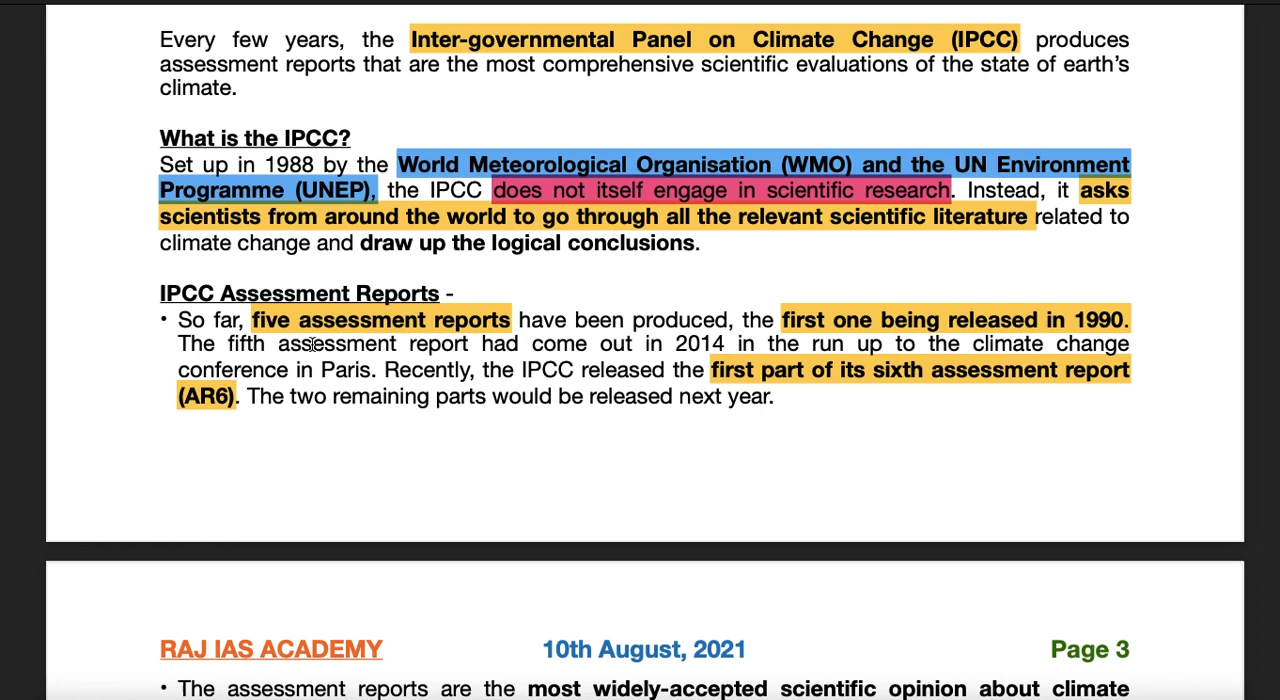 Every few years, the Inter-governmental Panel on Climate Change (IPCC) produces
assessment reports that are the most comprehensive scientific evaluations of the state of earth's
climate.
What is the IPCC?
Set up in 1988 by the World Meteorological Organisation (WMO) and the UN Environment
Programme (UNEP), the IPCC does not itself engage in scientific research. Instead, it asks
scientists from around the world to go through all the relevant scientific literature related to
climate change and draw up the logical conclusions.
IPCC Assessment Reports -
• So far, five assessment reports have been produced, the first one being released in 1990.
The fifth assessment report had come out in 2014 in the run up to the climate change
conference in Paris. Recently, the IPCC released the first part of its sixth assessment report
(AR6). The two remaining parts would be released next year.
RAJ IAS ACADEMY 10th August, 2021 Page 3
• The assessment reports are the most widely-accepted scientific opinion about climate